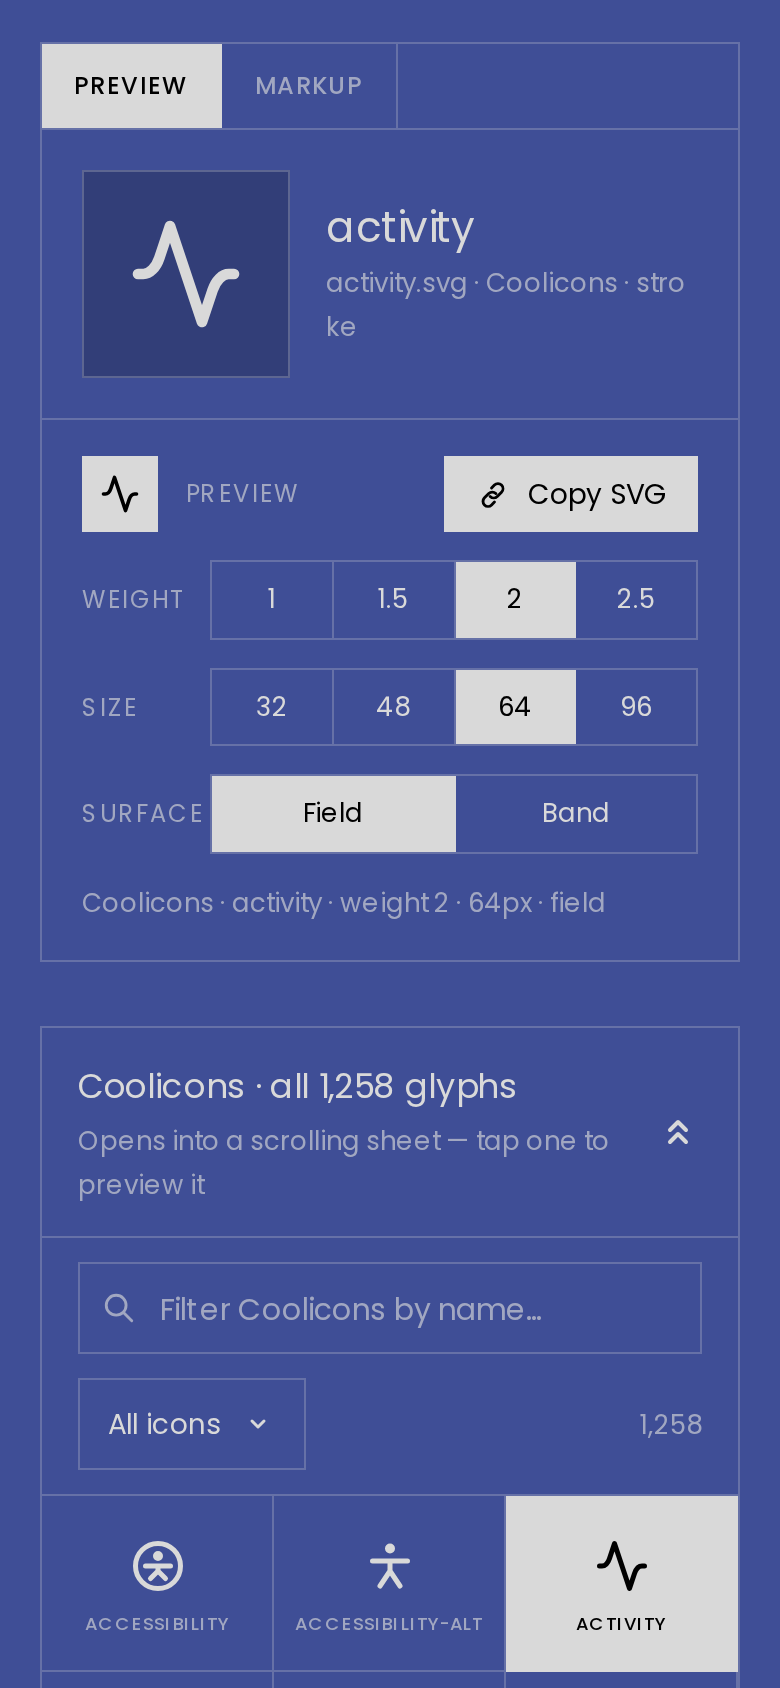 PREVIEW MARKUP
activity
activity.svg · Coolicons · stro
ke
PREVIEW Copy SVG
WEIGHT 1 1.5 2 2.5
SIZE 32 48 64 96
SURFACE Field Band
Coolicons · activity · weight 2 · 64px · field
Coolicons · all 1,258 glyphs
Opens into a scrolling sheet — tap one to
preview it
Filter Coolicons by name…
All icons 1,258
ACCESSIBILITY ACCESSIBILITY-ALT ACTIVITY